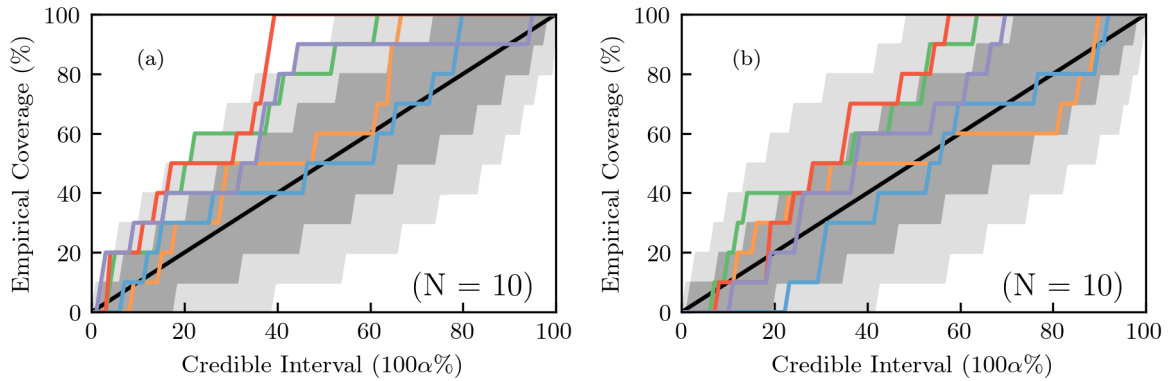 100
80
60
40
20
0
Empirical Coverage (%)
(a)
(N = 10)
0 20 40 60 80 100
Credible Interval (100α%)
100
80
60
40
20
0
Empirical Coverage (%)
(b)
(N = 10)
0 20 40 60 80 100
Credible Interval (100α%)